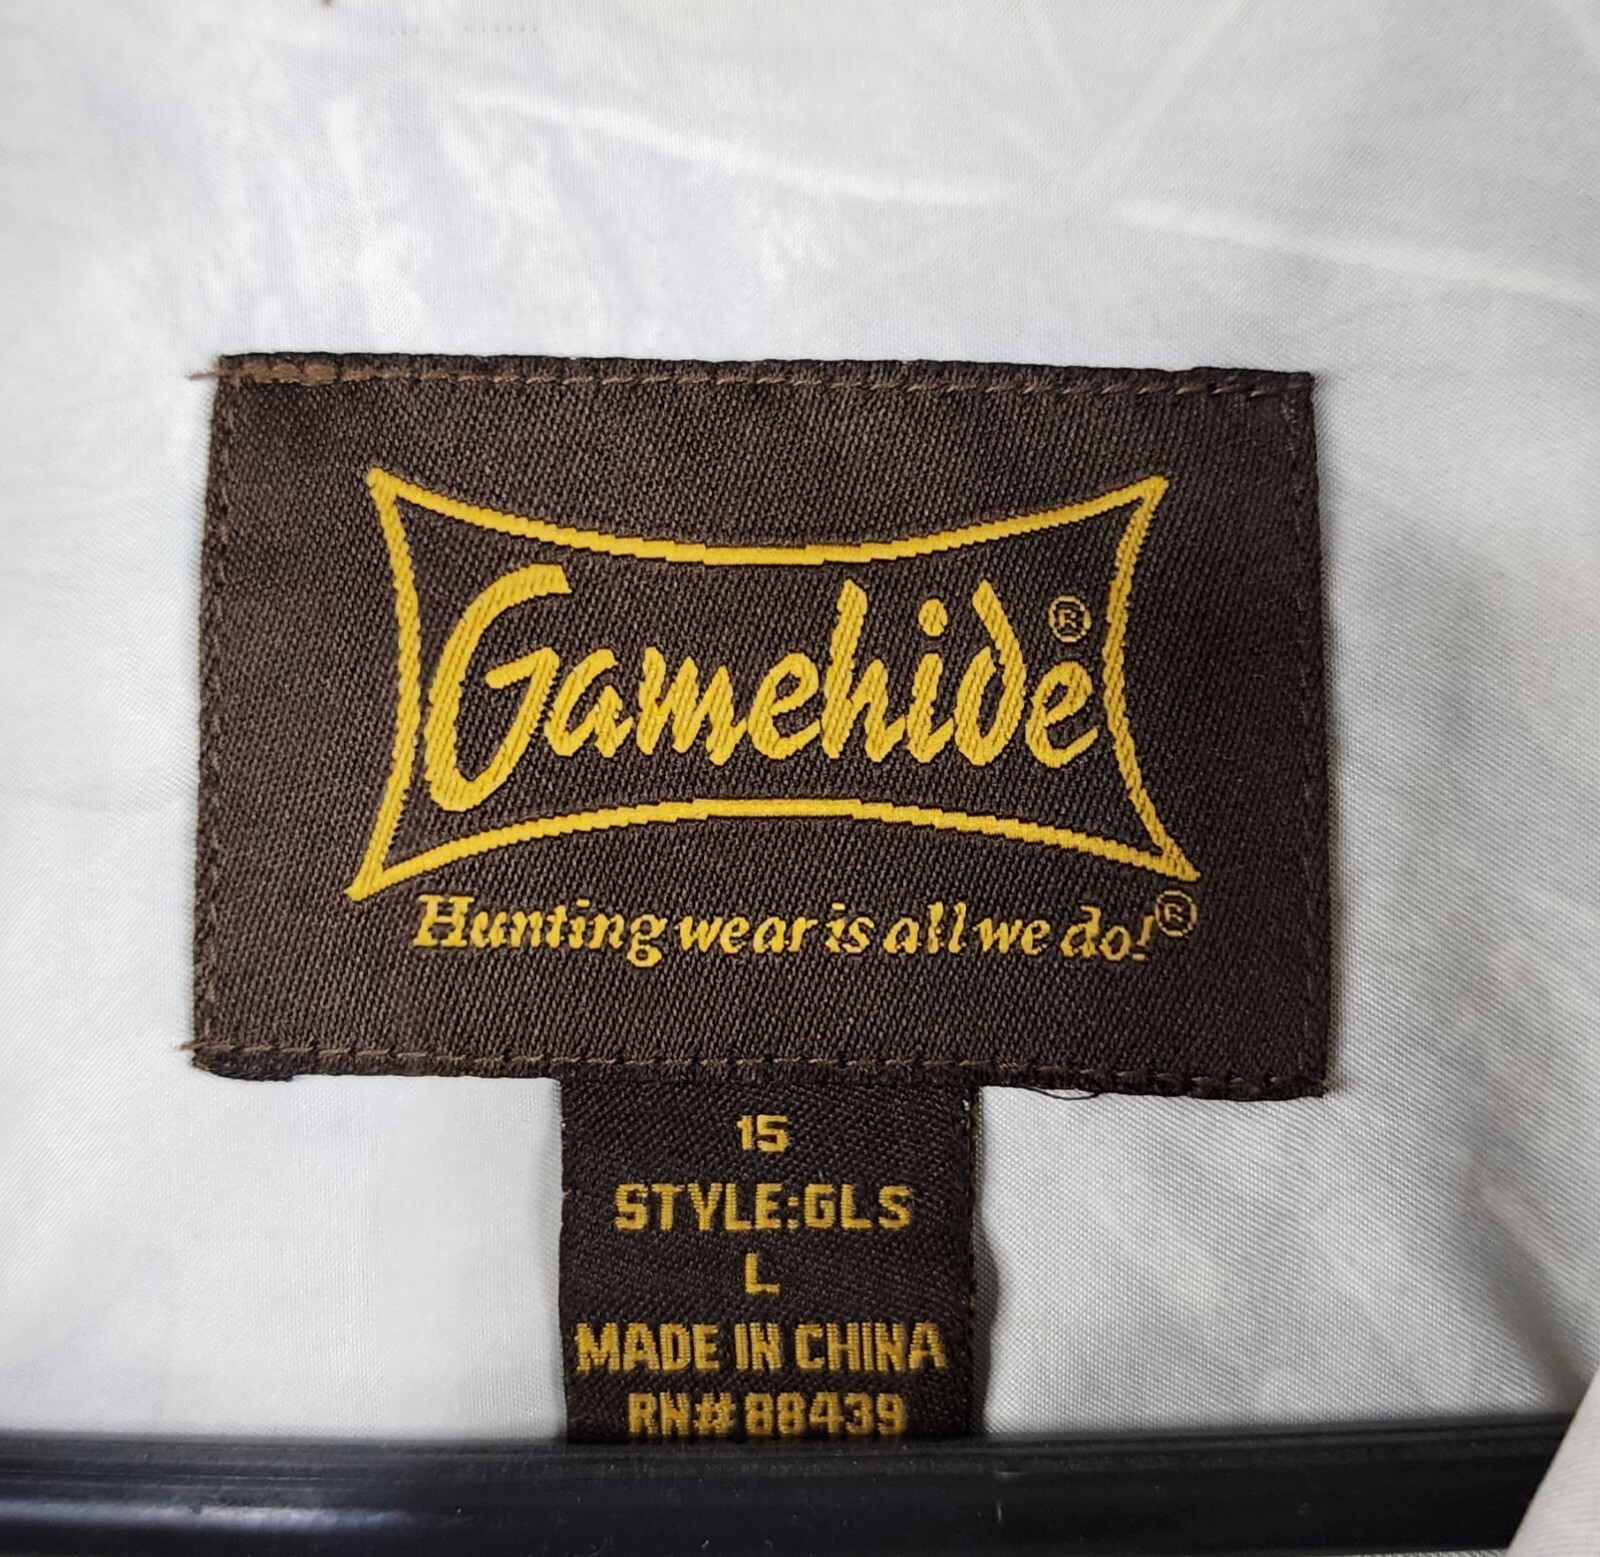 Gamehide®
Hunting wear is all we do!®
15
STYLE:GLS
L
MADE IN CHINA
RN# 88439